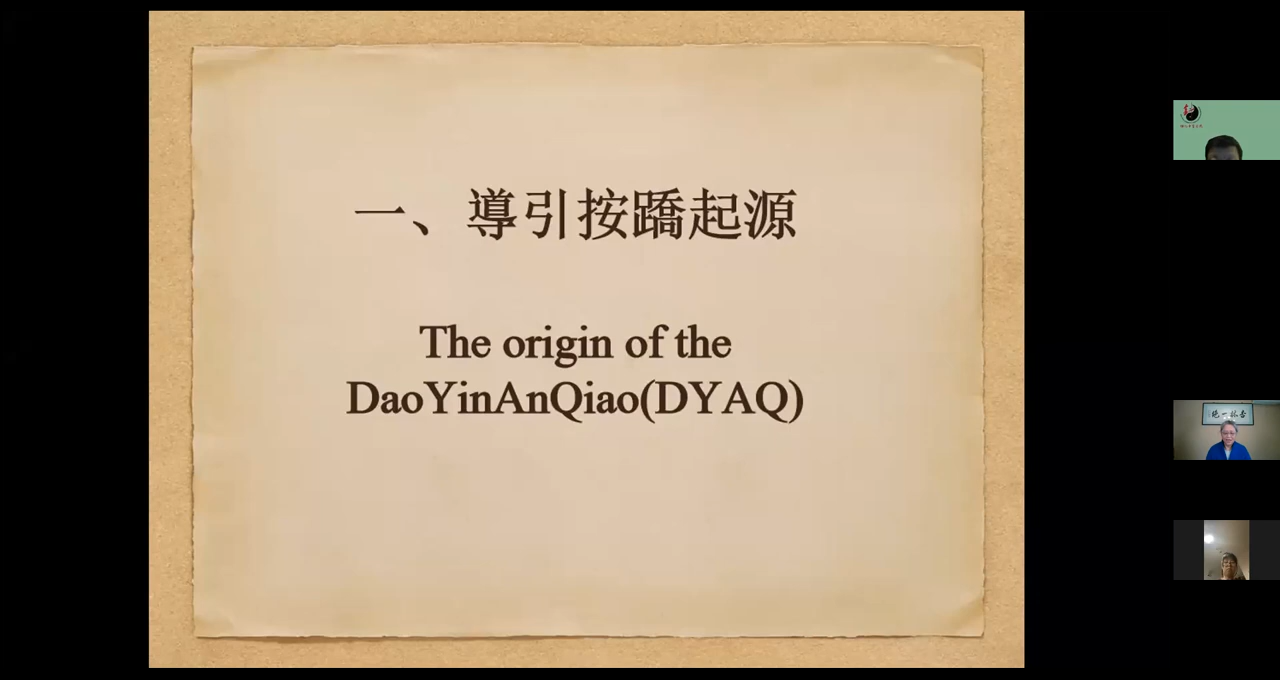 一、導引按蹻起源
The origin of the
DaoYinAnQiao(DYAQ)